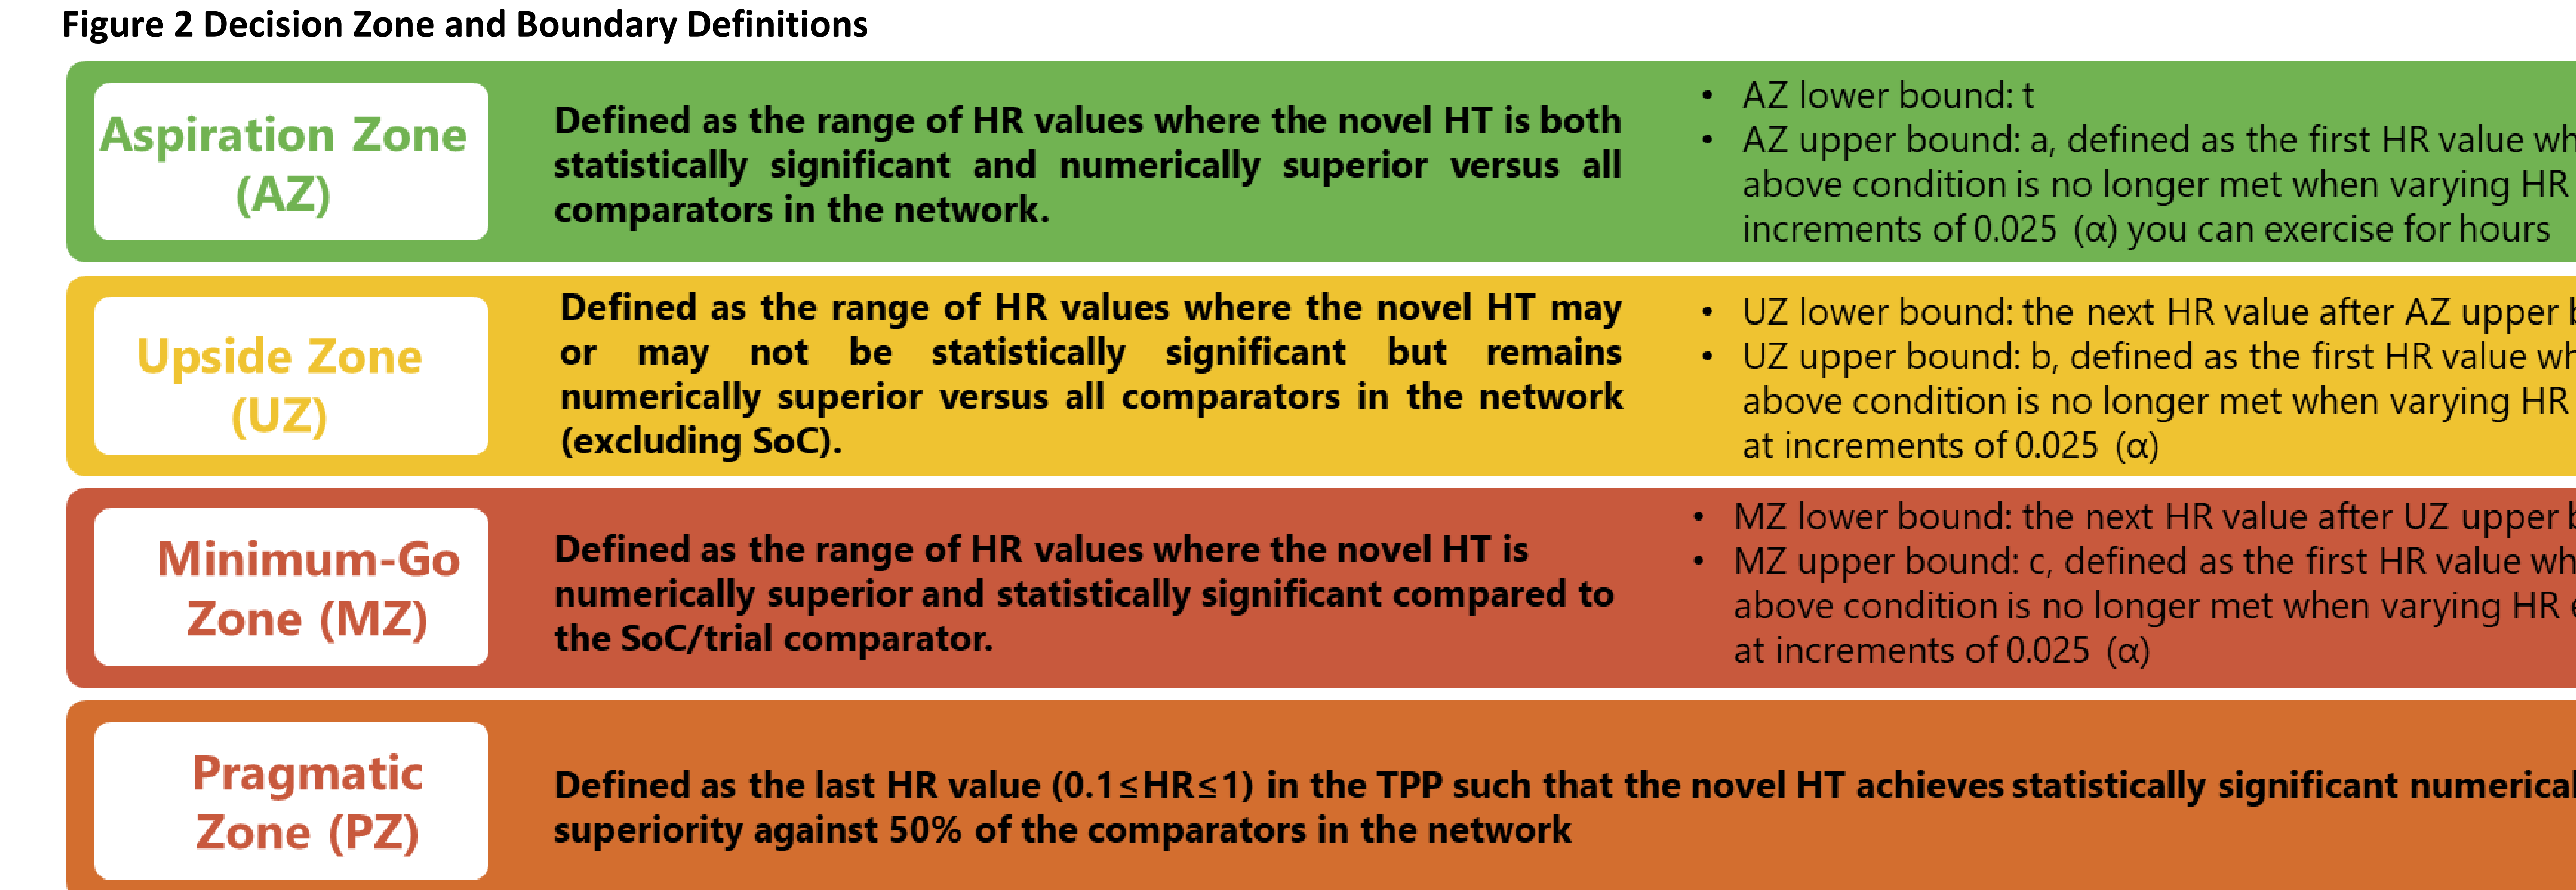 Figure 2 Decision Zone and Boundary Definitions
Aspiration Zone
(AZ)
Defined as the range of HR values where the novel HT is both
statistically significant and numerically superior versus all
comparators in the network.
• AZ lower bound: t
• AZ upper bound: a, defined as the first HR value
above condition is no longer met when varying HR
increments of 0.025 (α) you can exercise for hours
Upside Zone
(UZ)
Defined as the range of HR values where the novel HT may
or may not be statistically significant but remains
numerically superior versus all comparators in the network
(excluding SoC).
• UZ lower bound: the next HR value after AZ upper
• UZ upper bound: b, defined as the first HR value
above condition is no longer met when varying HR
at increments of 0.025 (α)
Minimum-Go
Zone (MZ)
Defined as the range of HR values where the novel HT is
numerically superior and statistically significant compared to
the SoC/trial comparator.
• MZ lower bound: the next HR value after UZ upper
• MZ upper bound: c, defined as the first HR value
above condition is no longer met when varying HR
at increments of 0.025 (α)
Pragmatic
Zone (PZ)
Defined as the last HR value (0.1≤HR≤1) in the TPP such that the novel HT achieves statistically significant numerical
superiority against 50% of the comparators in the network